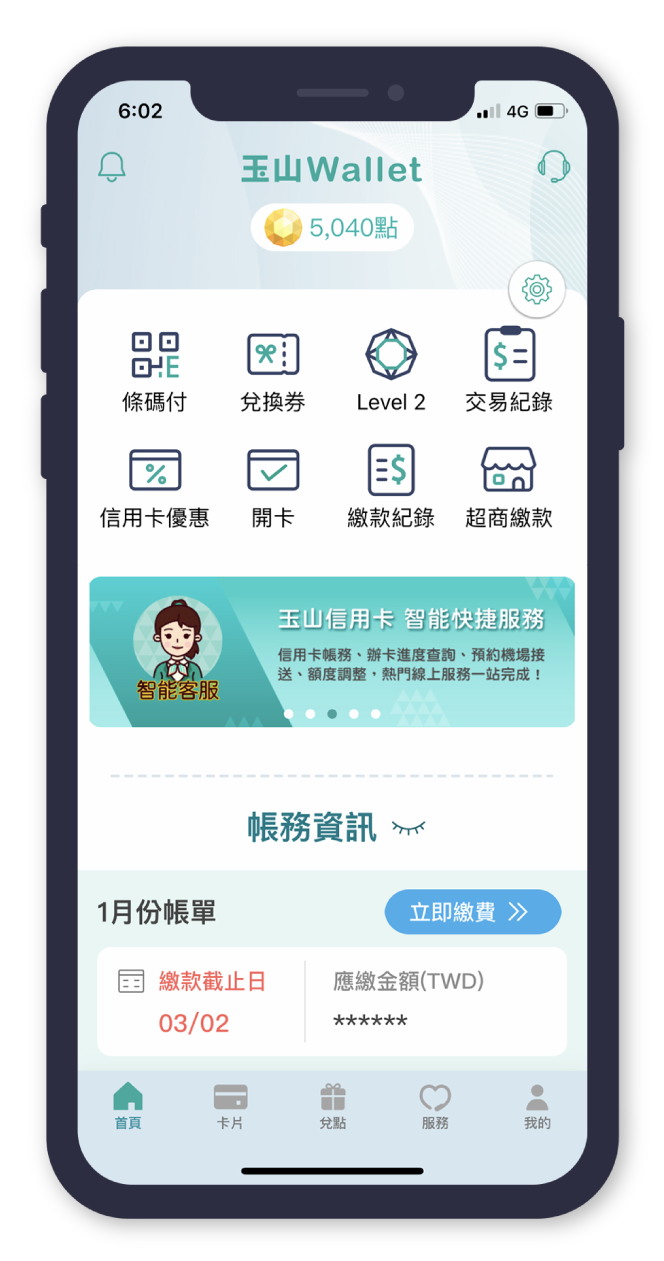 6:02
4G
玉山Wallet
5,040點
條碼付
兌換券
Level 2
交易紀錄
信用卡優惠
開卡
繳款紀錄
超商繳款
玉山信用卡 智能快捷服務
信用卡帳務、辦卡進度查詢、預約機場接
送、額度調整，熱門線上服務一站完成！
智能客服
帳務資訊
1月份帳單
立即繳費
繳款截止日
03/02
應繳金額(TWD)
******
首頁
卡片
兌點
服務
我的